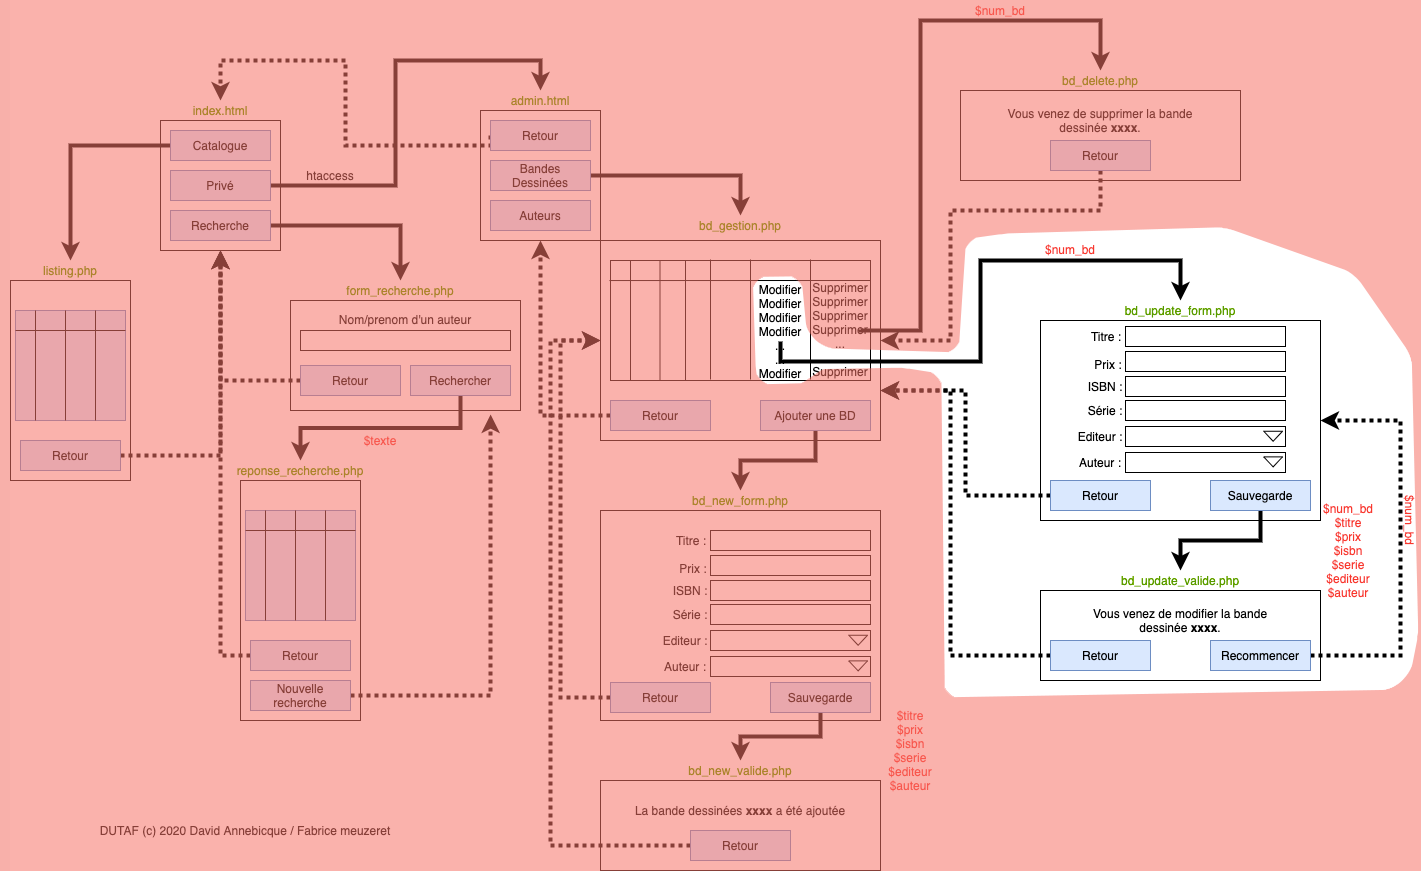 $num_bd
bd_delete.php
Vous venez de supprimer la bande
dessinée xxxx.
Retour
index.html
Catalogue
Privé
Recherche
htaccess
admin.html
Retour
Bandes
Dessinées
Auteurs
listing.php
Retour
form_recherche.php
Nom/prenom d'un auteur
Retour
Rechercher
$texte
reponse_recherche.php
Retour
Nouvelle
recherche
bd_gestion.php
Modifier Supprimer
Modifier Supprimer
Modifier Supprimer
Modifier Supprimer
... ...
Modifier Supprimer
Retour
Ajouter une BD
bd_new_form.php
Titre :
Prix :
ISBN :
Série :
Editeur :
Auteur :
Retour
Sauvegarde
$titre
$prix
$isbn
$serie
$editeur
$auteur
bd_new_valide.php
La bande dessinées xxxx a été ajoutée
Retour
$num_bd
bd_update_form.php
Titre :
Prix :
ISBN :
Série :
Editeur :
Auteur :
Retour
Sauvegarde
$num_bd
$titre
$prix
$isbn
$serie
$editeur
$auteur
$num_bd
bd_update_valide.php
Vous venez de modifier la bande
dessinée xxxx.
Retour
Recommencer
DUTAF (c) 2020 David Annebicque / Fabrice meuzeret